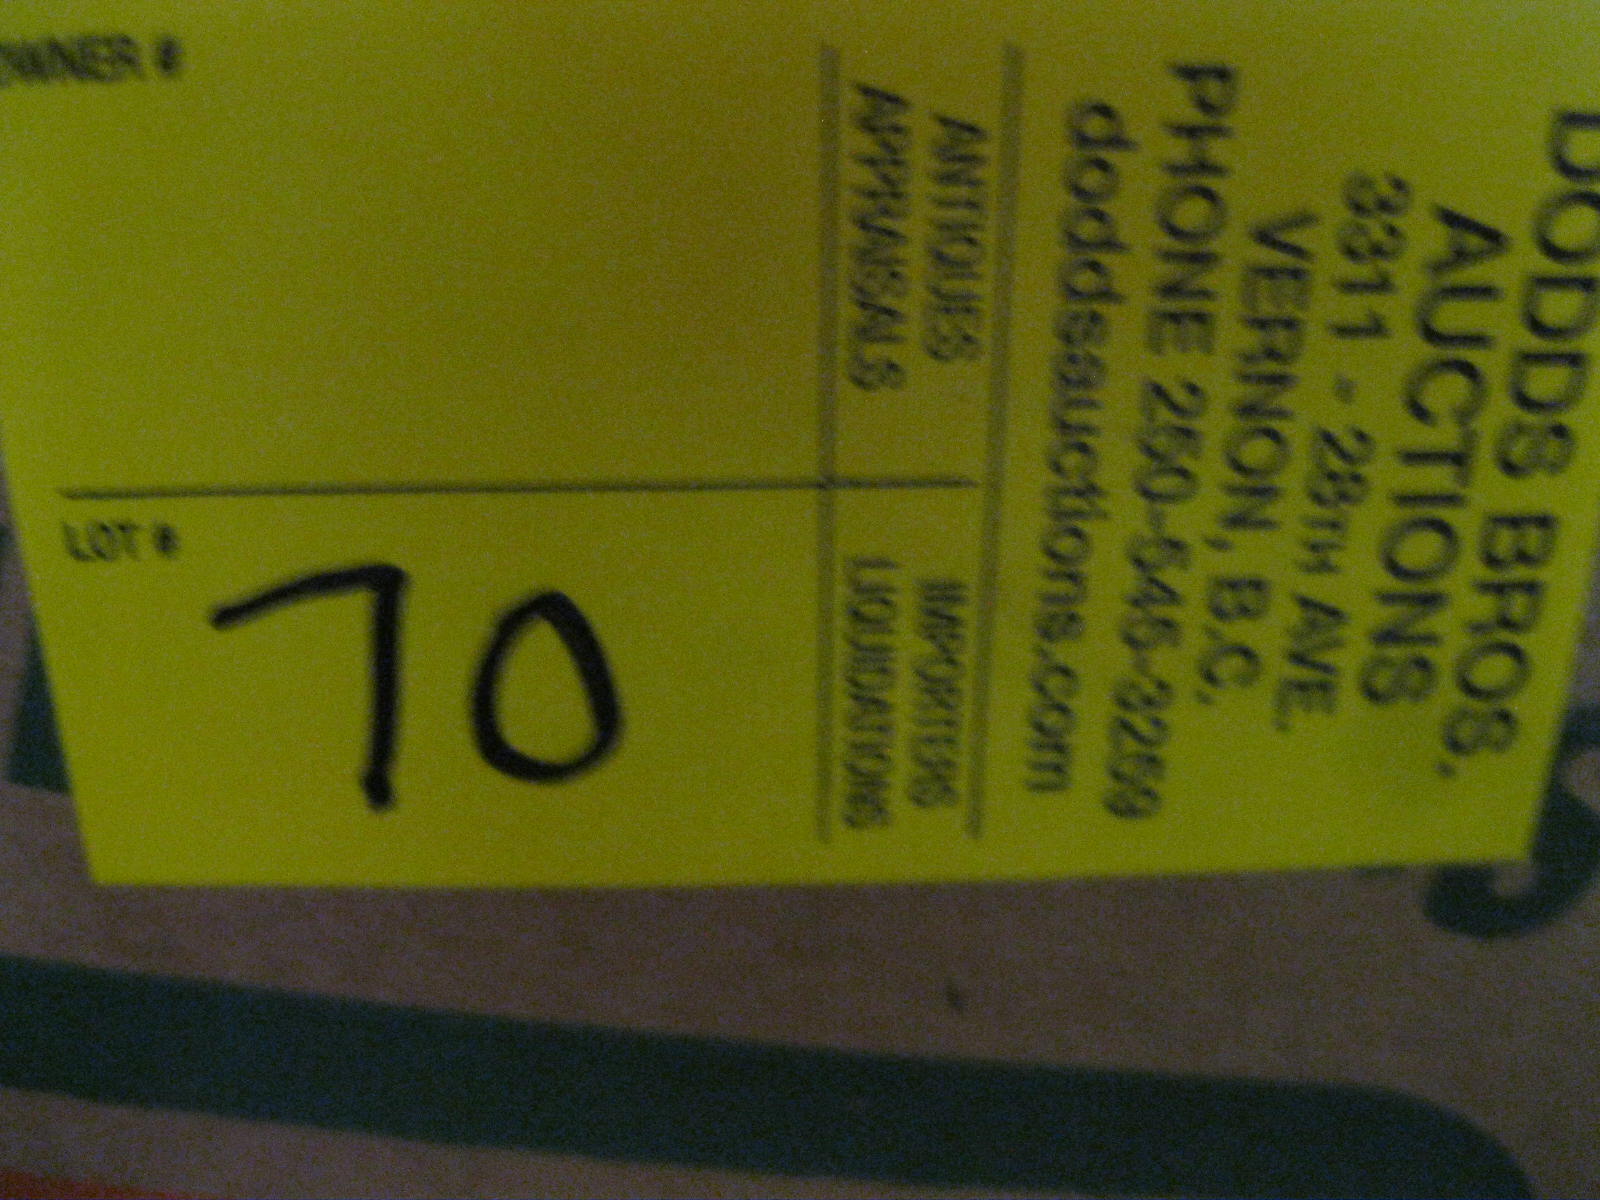 DODDS BROS.
AUCTIONS
3311 - 28TH AVE.
VERNON, B.C.
PHONE 250-545-3259
doddsauctions.com
ANTIQUES IMPORTERS
APPRAISALS LIQUIDATIONS
OWNER #
LOT #
70